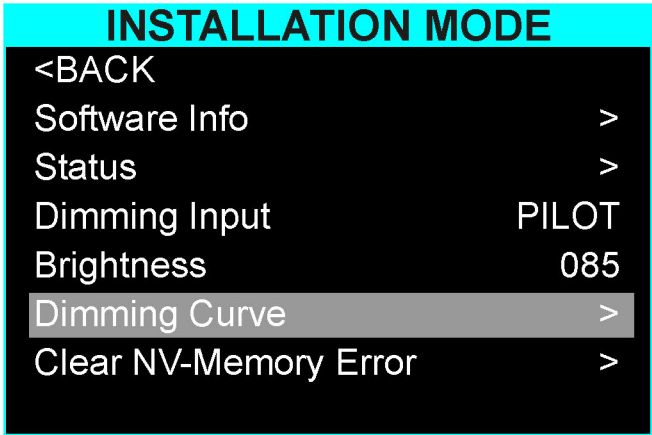 INSTALLATION MODE
<BACK
Software Info >
Status >
Dimming Input PILOT
Brightness 085
Dimming Curve >
Clear NV-Memory Error >